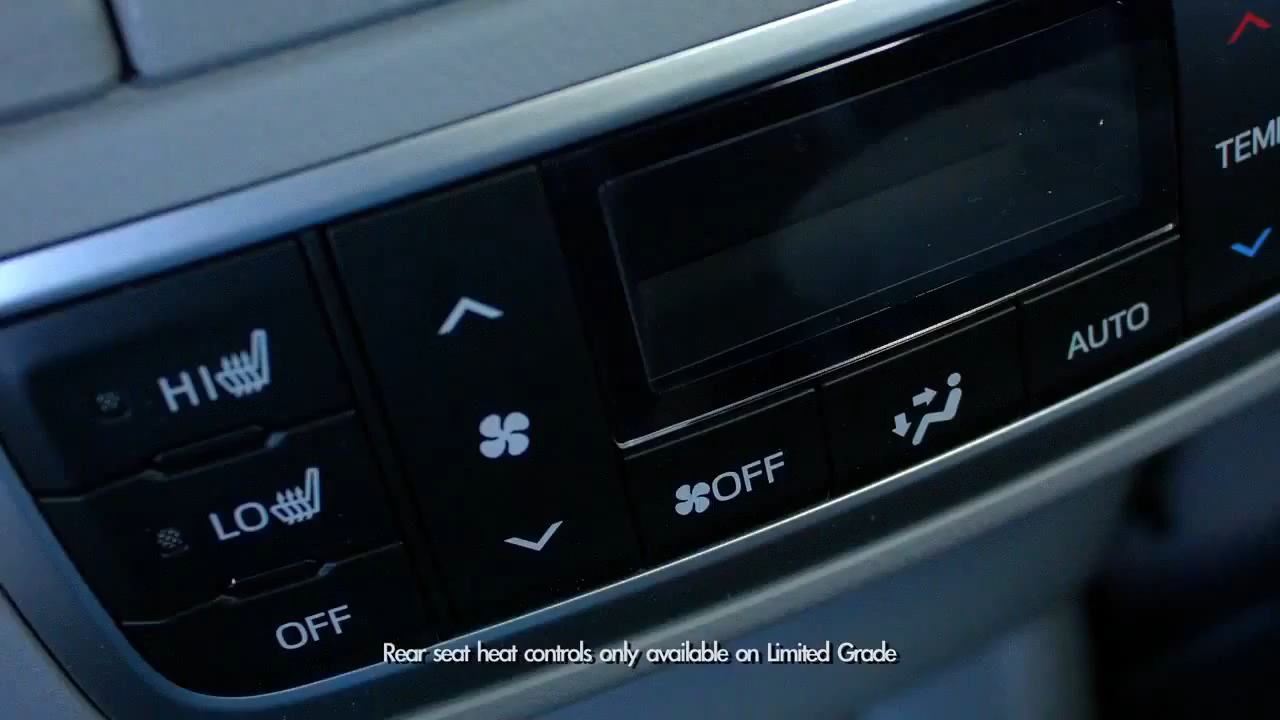 HI
LO
OFF
OFF
AUTO
TEM
Rear seat heat controls only available on Limited Grade